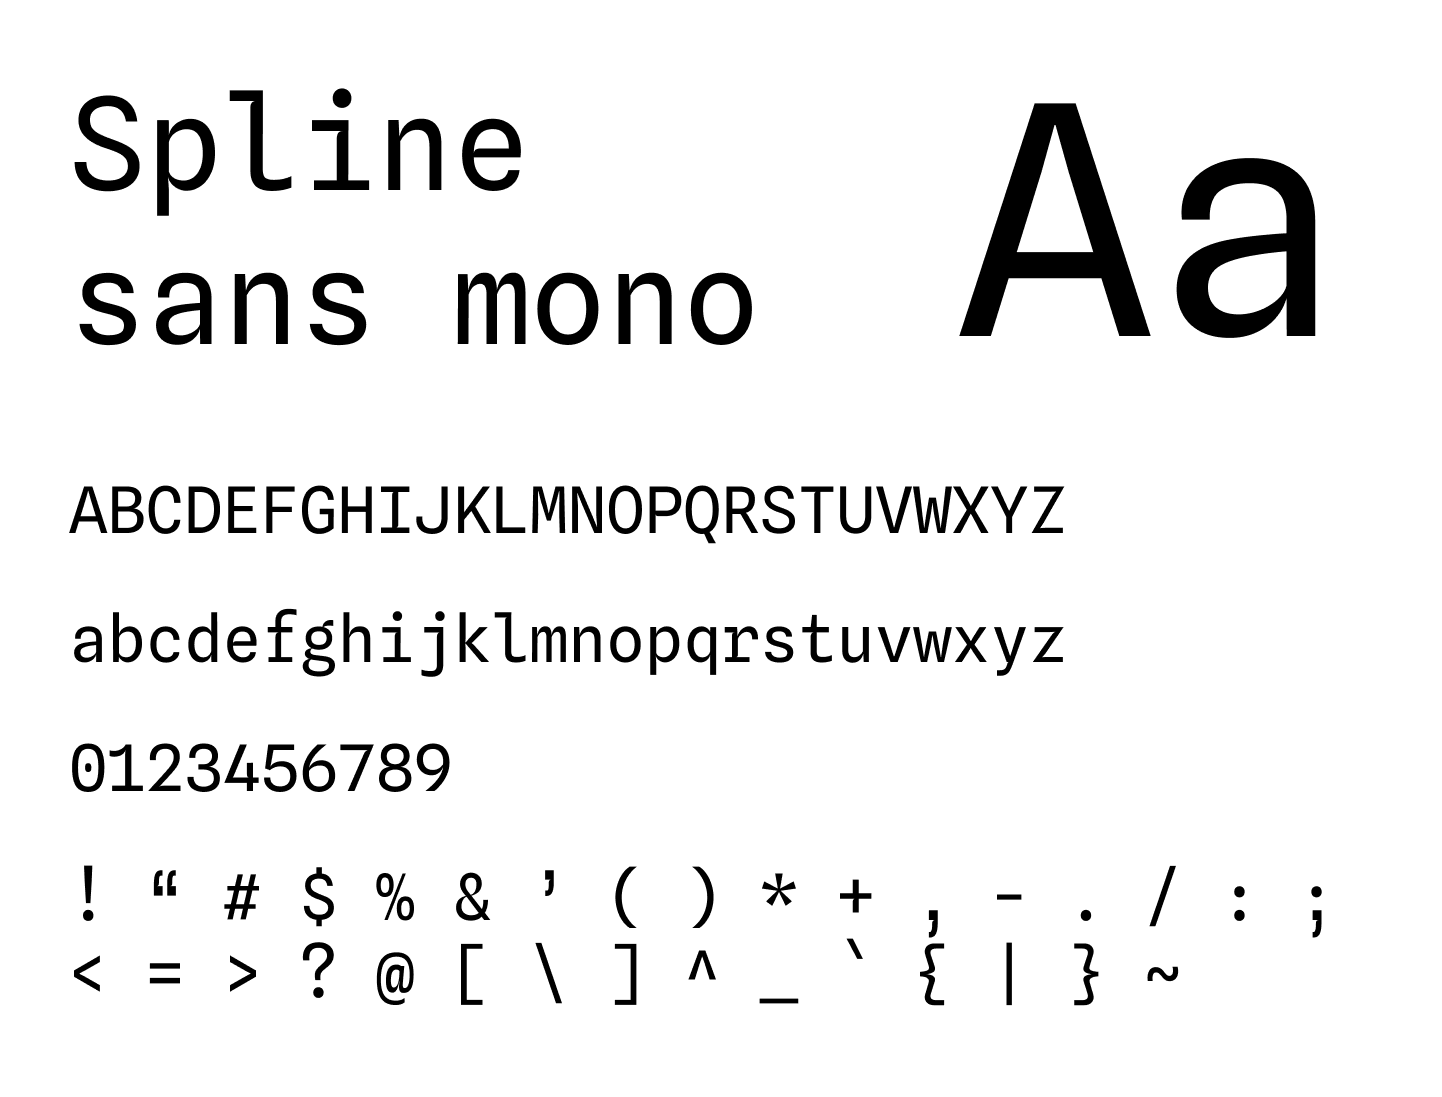 Spline
sans mono
Aa
ABCDEFGHIJKLMNOPQRSTUVWXYZ
abcdefghijklmnopqrstuvwxyz
0123456789
! “ # $ % & ’ ( ) * + , - . / : ;
< = > ? @ [ \ ] ^ _ ` { | } ~